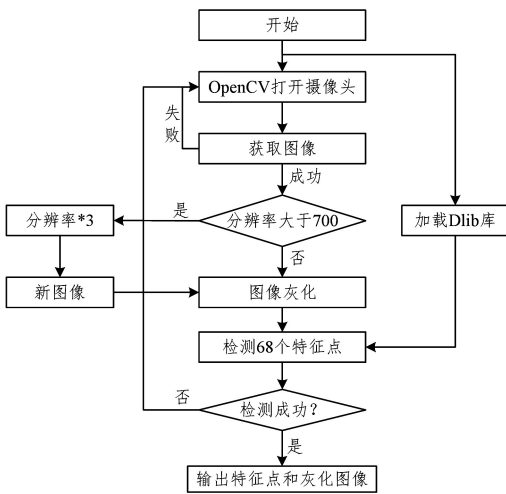 开始
OpenCV打开摄像头
失败
获取图像
成功
分辨率*3
是
分辨率大于700
加载Dlib库
否
新图像
图像灰化
检测68个特征点
否
检测成功？
是
输出特征点和灰化图像